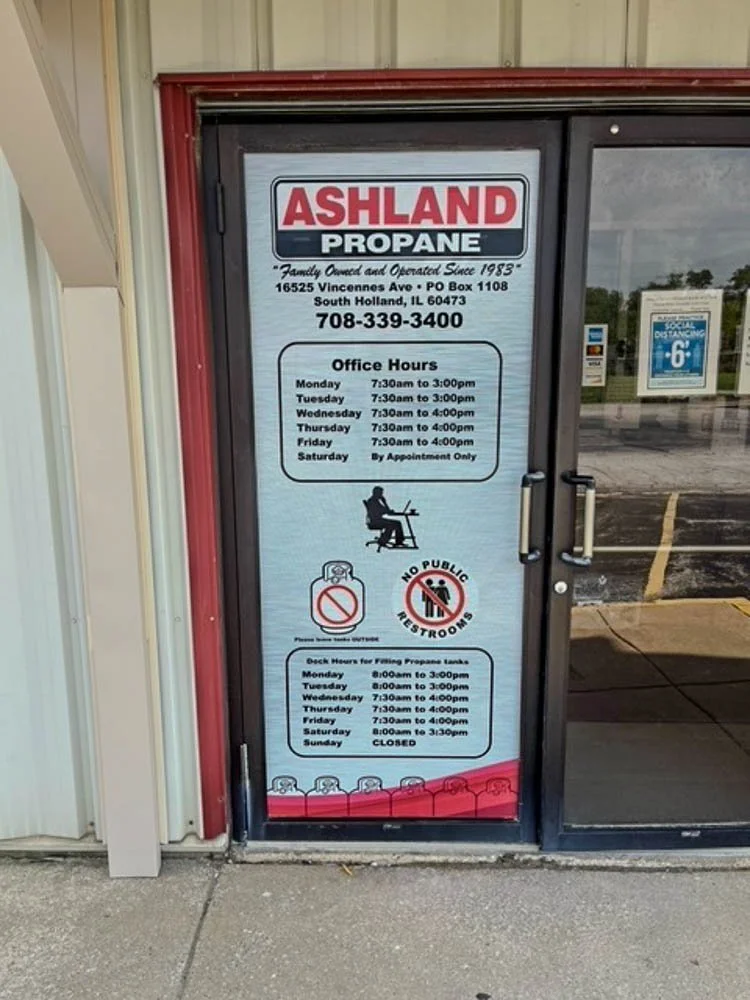 ASHLAND
PROPANE
"Family Owned and Operated Since 1983"
16525 Vincennes Ave • PO Box 1108
South Holland, IL 60473
708-339-3400
Office Hours
Monday 7:30am to 3:00pm
Tuesday 7:30am to 3:00pm
Wednesday 7:30am to 4:00pm
Thursday 7:30am to 4:00pm
Friday 7:30am to 4:00pm
Saturday By Appointment Only
NO PUBLIC
RESTROOMS
Please leave tanks OUTSIDE
Dock Hours for Filling Propane tanks
Monday 8:00am to 3:00pm
Tuesday 8:00am to 3:00pm
Wednesday 7:30am to 4:00pm
Thursday 7:30am to 4:00pm
Friday 7:30am to 4:00pm
Saturday 8:00am to 3:30pm
Sunday CLOSED
VISA
PLEASE PRACTICE
SOCIAL
DISTANCING
6'